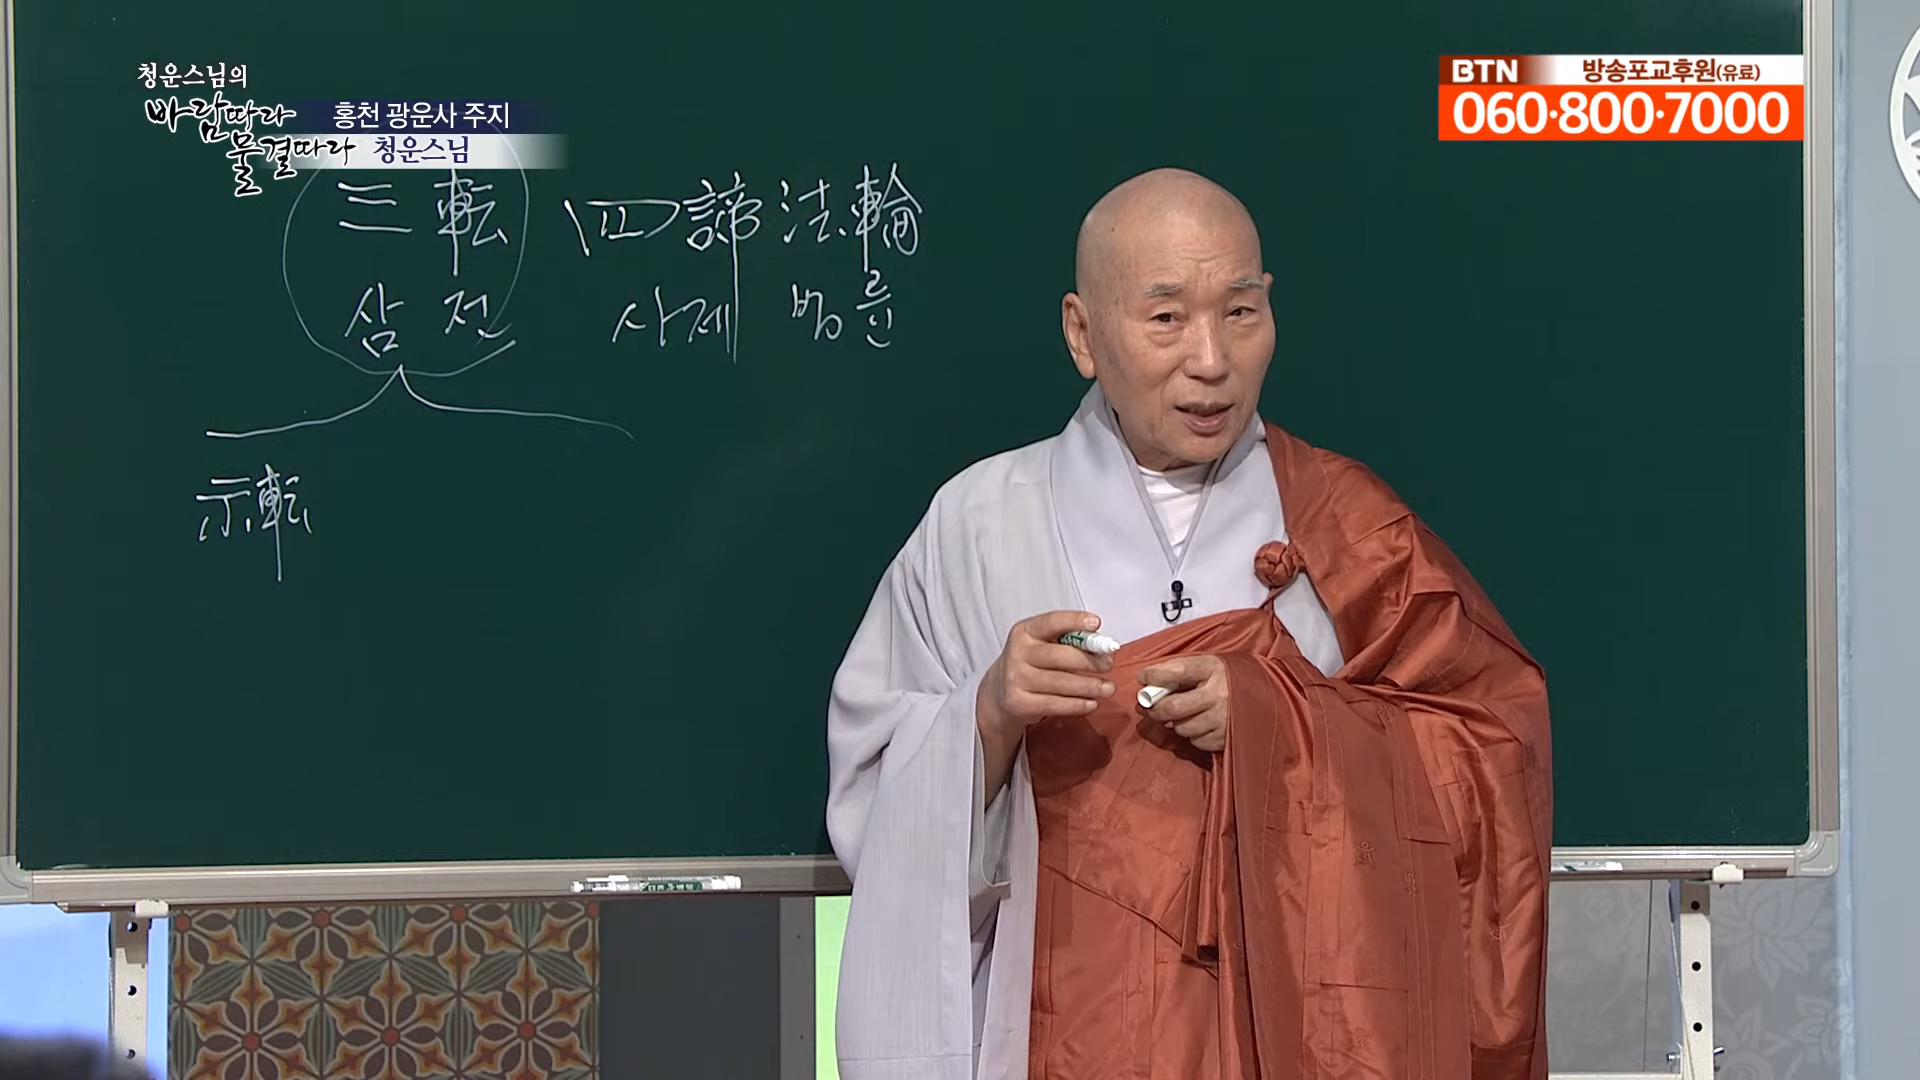 청운스님의
바람따라
물결따라
홍천 광운사 주지
청운스님
BTN 방송포교후원(유료)
060·800·7000
三転 四諦法輪
삼전 사제 법륜
示転